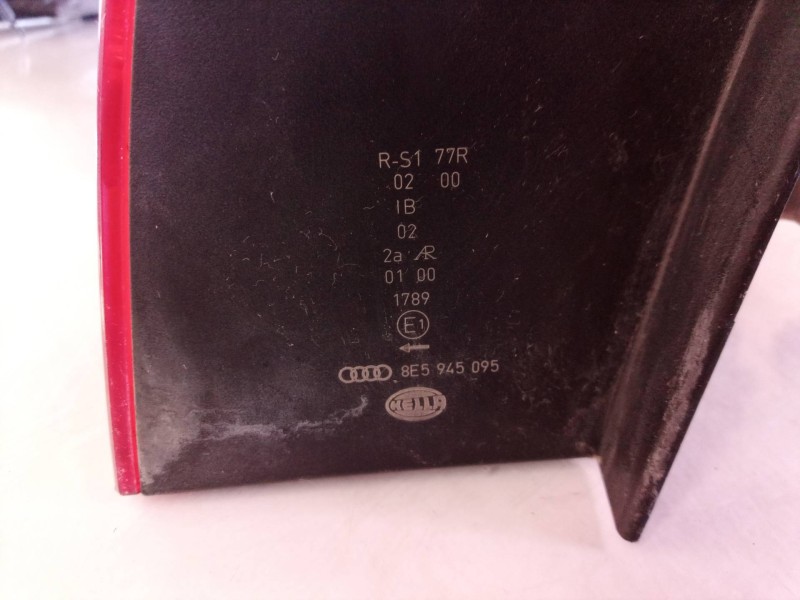 R-S1 77R
02 00
IB
02
2a AR
01 00
1789
E1
8E5 945 095
HELLA